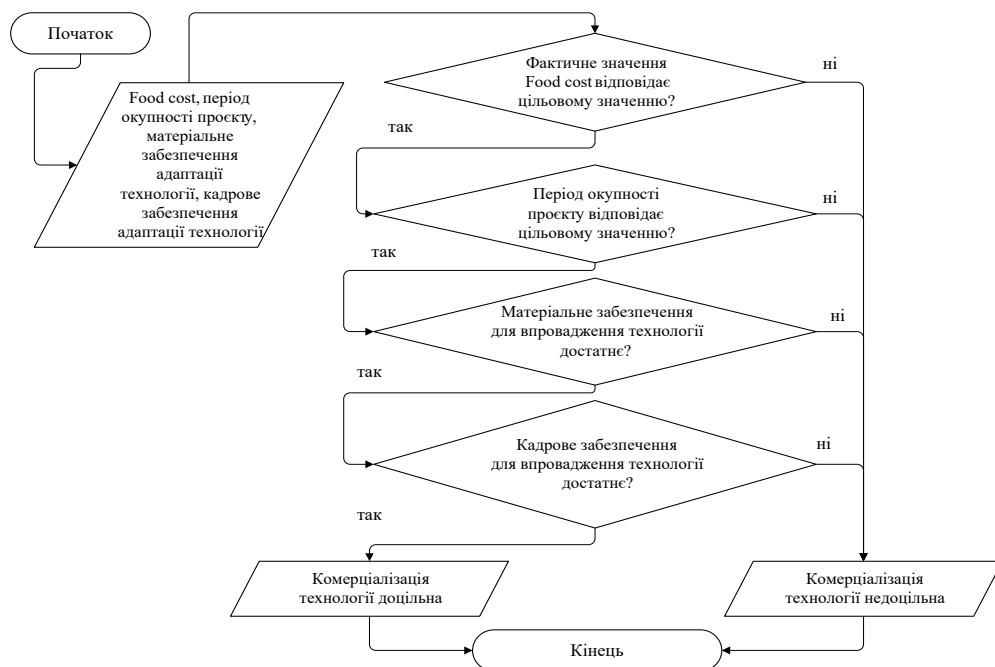 Початок
Food cost, період
окупності проєкту,
матеріальне
забезпечення
адаптації
технології, кадрове
забезпечення
адаптації технології
Фактичне значення
Food cost відповідає
цільовому значенню?
ні
так
Період окупності
проєкту відповідає
цільовому значенню?
ні
так
Матеріальне забезпечення
для впровадження технології
достатнє?
ні
так
Кадрове забезпечення
для впровадження технології
достатнє?
ні
так
Комерціалізація
технології доцільна
Комерціалізація
технології недоцільна
Кінець